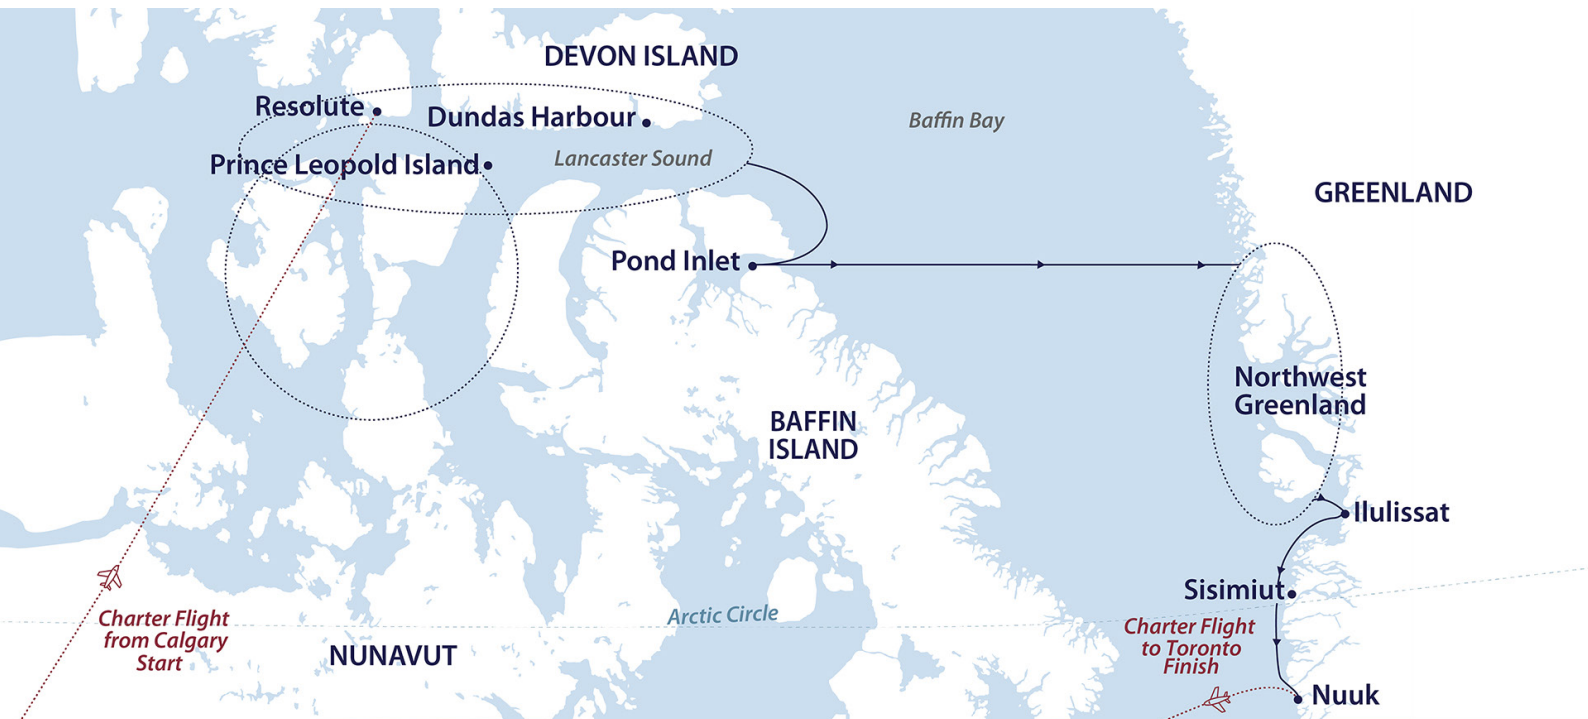 DEVON ISLAND
Resolute
Dundas Harbour
Baffin Bay
Prince Leopold Island
Lancaster Sound
GREENLAND
Pond Inlet
Northwest
Greenland
BAFFIN
ISLAND
Ilulissat
Sisimiut
Arctic Circle
Charter Flight
from Calgary
Start
Charter Flight
to Toronto
Finish
NUNAVUT
Nuuk